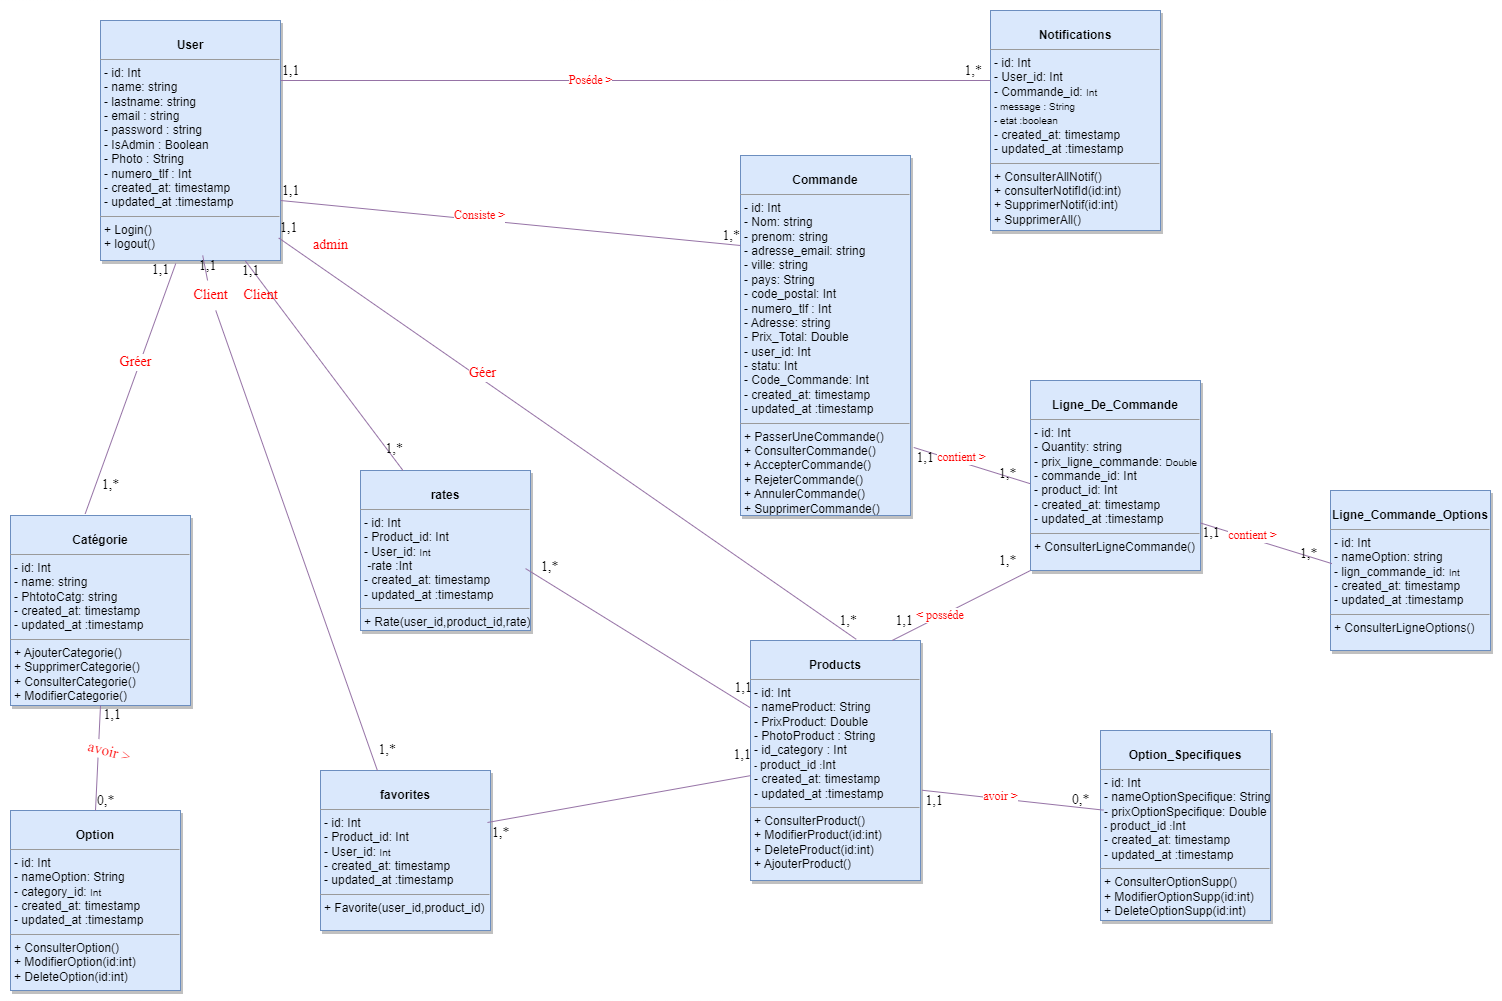 User
- id: Int
- name: string
- lastname: string
- email : string
- password : string
- IsAdmin : Boolean
- Photo : String
- numero_tlf : Int
- created_at: timestamp
- updated_at :timestamp
+ Login()
+ logout()
1,1
Poséde >
1,*
Notifications
- id: Int
- User_id: Int
- Commande_id: Int
- message : String
- etat :boolean
- created_at: timestamp
- updated_at :timestamp
+ ConsulterAllNotif()
+ consulterNotifId(id:int)
+ SupprimerNotif(id:int)
+ SupprimerAll()
1,1
Consiste >
1,*
Commande
- id: Int
- Nom: string
- prenom: string
- adresse_email: string
- ville: string
- pays: String
- code_postal: Int
- numero_tlf : Int
- Adresse: string
- Prix_Total: Double
- user_id: Int
- statu: Int
- Code_Commande: Int
- created_at: timestamp
- updated_at :timestamp
+ PasserUneCommande()
+ ConsulterCommande()
+ AccepterCommande()
+ RejeterCommande()
+ AnnulerCommande()
+ SupprimerCommande()
1,1
admin
Géer
1,*
1,1
Gréer
1,*
1,1
Client
1,*
1,1
Client
1,*
1,1
contient >
1,*
Ligne_De_Commande
- id: Int
- Quantity: string
- prix_ligne_commande: Double
- commande_id: Int
- product_id: Int
- created_at: timestamp
- updated_at :timestamp
+ ConsulterLigneCommande()
1,1
contient >
1,*
Ligne_Commande_Options
- id: Int
- nameOption: string
- lign_commande_id: Int
- created_at: timestamp
- updated_at :timestamp
+ ConsulterLigneOptions()
1,*
< posséde
1,1
rates
- id: Int
- Product_id: Int
- User_id: Int
-rate :Int
- created_at: timestamp
- updated_at :timestamp
+ Rate(user_id,product_id,rate)
1,*
1,1
Catégorie
- id: Int
- name: string
- PhtotoCatg: string
- created_at: timestamp
- updated_at :timestamp
+ AjouterCategorie()
+ SupprimerCategorie()
+ ConsulterCategorie()
+ ModifierCategorie()
1,1
avoir >
0,*
Option
- id: Int
- nameOption: String
- category_id: Int
- created_at: timestamp
- updated_at :timestamp
+ ConsulterOption()
+ ModifierOption(id:int)
+ DeleteOption(id:int)
favorites
- id: Int
- Product_id: Int
- User_id: Int
- created_at: timestamp
- updated_at :timestamp
+ Favorite(user_id,product_id)
1,*
1,1
Products
- id: Int
- nameProduct: String
- PrixProduct: Double
- PhotoProduct : String
- id_category : Int
- product_id :Int
- created_at: timestamp
- updated_at :timestamp
+ ConsulterProduct()
+ ModifierProduct(id:int)
+ DeleteProduct(id:int)
+ AjouterProduct()
1,1
avoir >
0,*
Option_Specifiques
- id: Int
- nameOptionSpecifique: String
- prixOptionSpecifique: Double
- product_id :Int
- created_at: timestamp
- updated_at :timestamp
+ ConsulterOptionSupp()
+ ModifierOptionSupp(id:int)
+ DeleteOptionSupp(id:int)